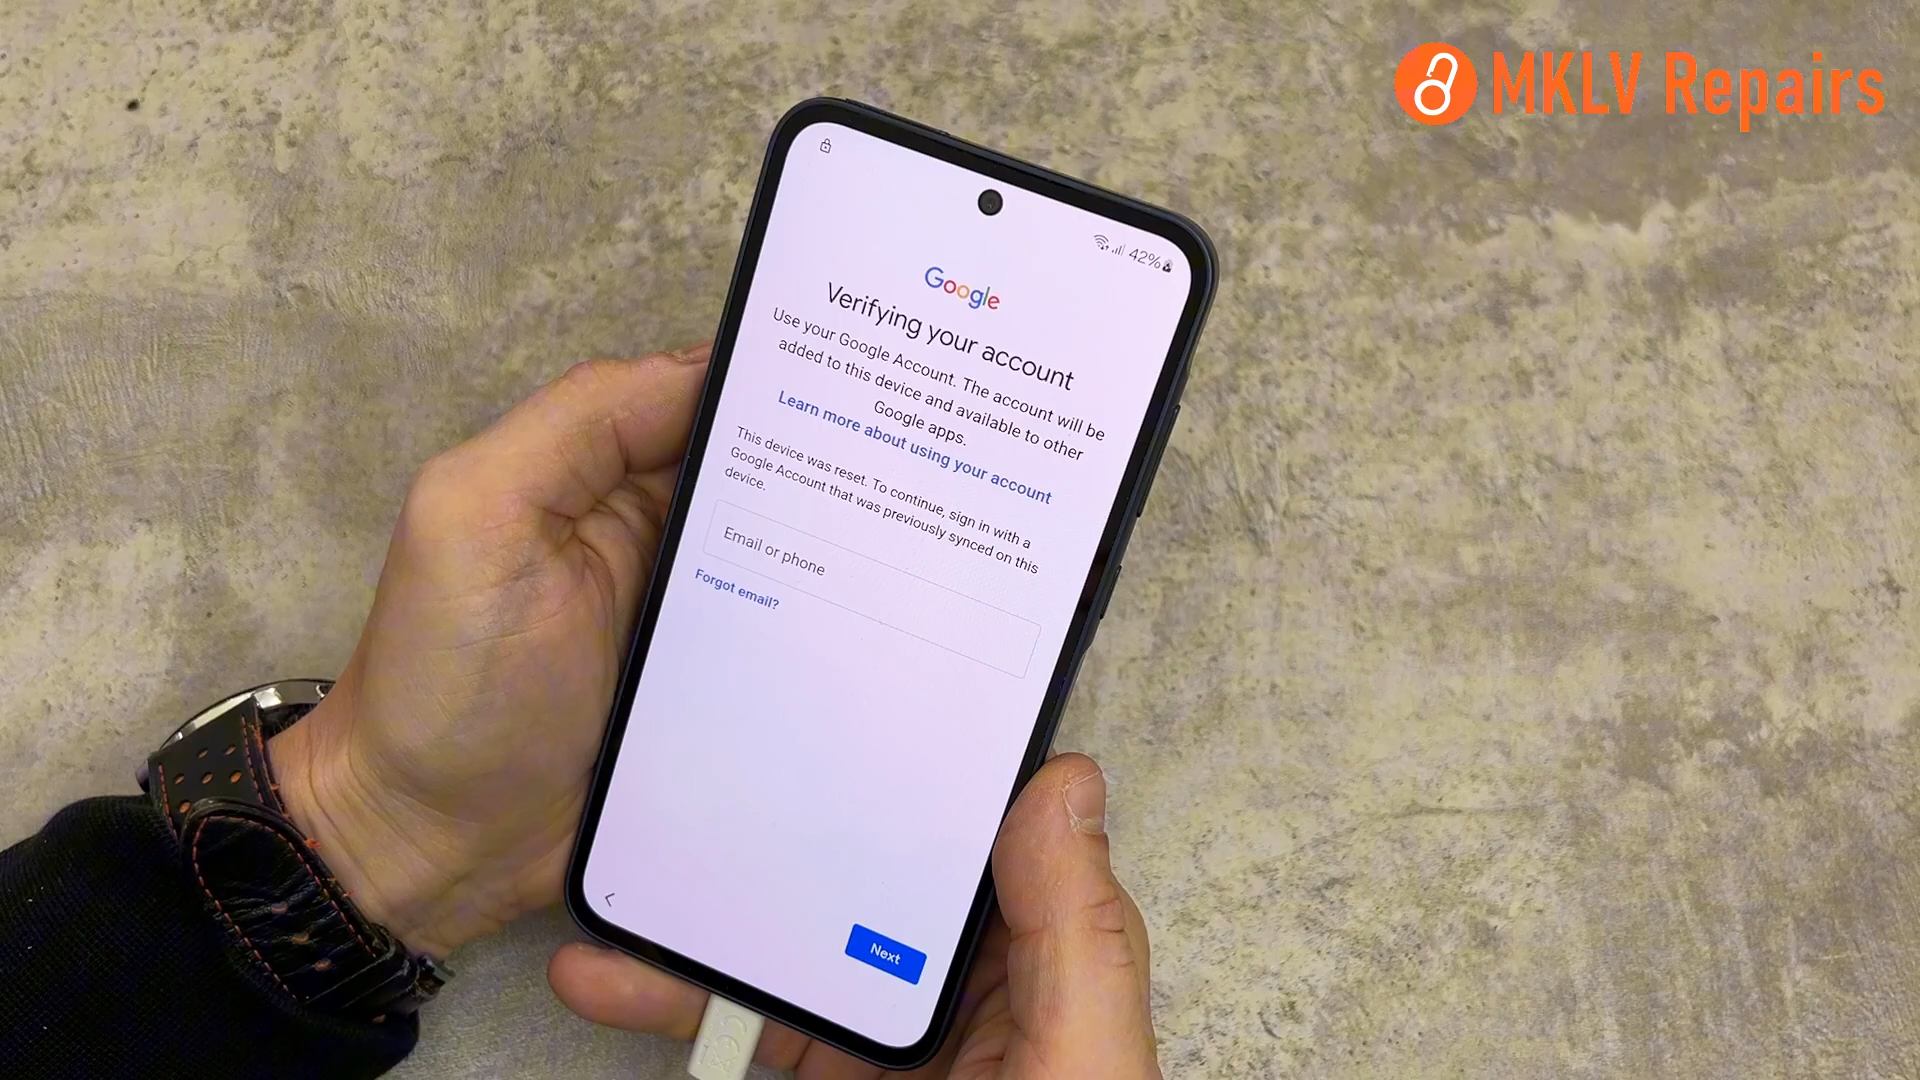 MKLV Repairs
42%
Google
Verifying your account
Use your Google Account. The account will be
added to this device and available to other
Google apps.
Learn more about using your account
This device was reset. To continue, sign in with a
Google Account that was previously synced on this
device.
Email or phone
Forgot email?
Next